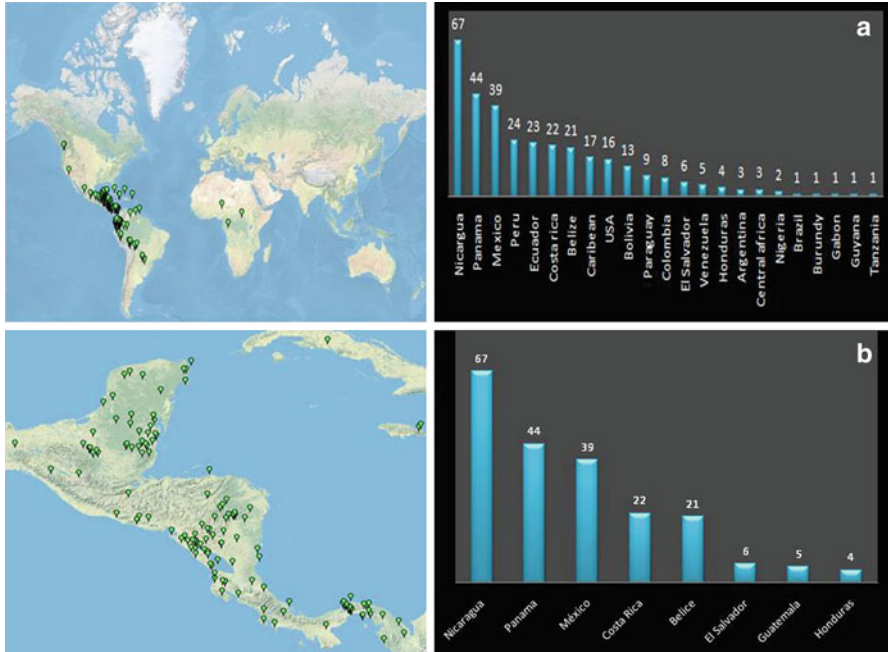 a
67
44
39
24
23
22
21
17
16
13
9
8
6
5
4
3
3
2
1
1
1
1
1
Nicargua
Panama
Mexico
Peru
Ecuador
Costa rica
Belize
Caribean
USA
Bolivia
Paraguay
Colombia
El Salvador
Venezuela
Honduras
Argentina
Central africa
Nigeria
Brazil
Burundy
Gabon
Guyana
Tanzania
b
67
44
39
22
21
6
5
4
Nicaragua
Panama
México
Costa Rica
Belice
El Salvador
Guatemala
Honduras